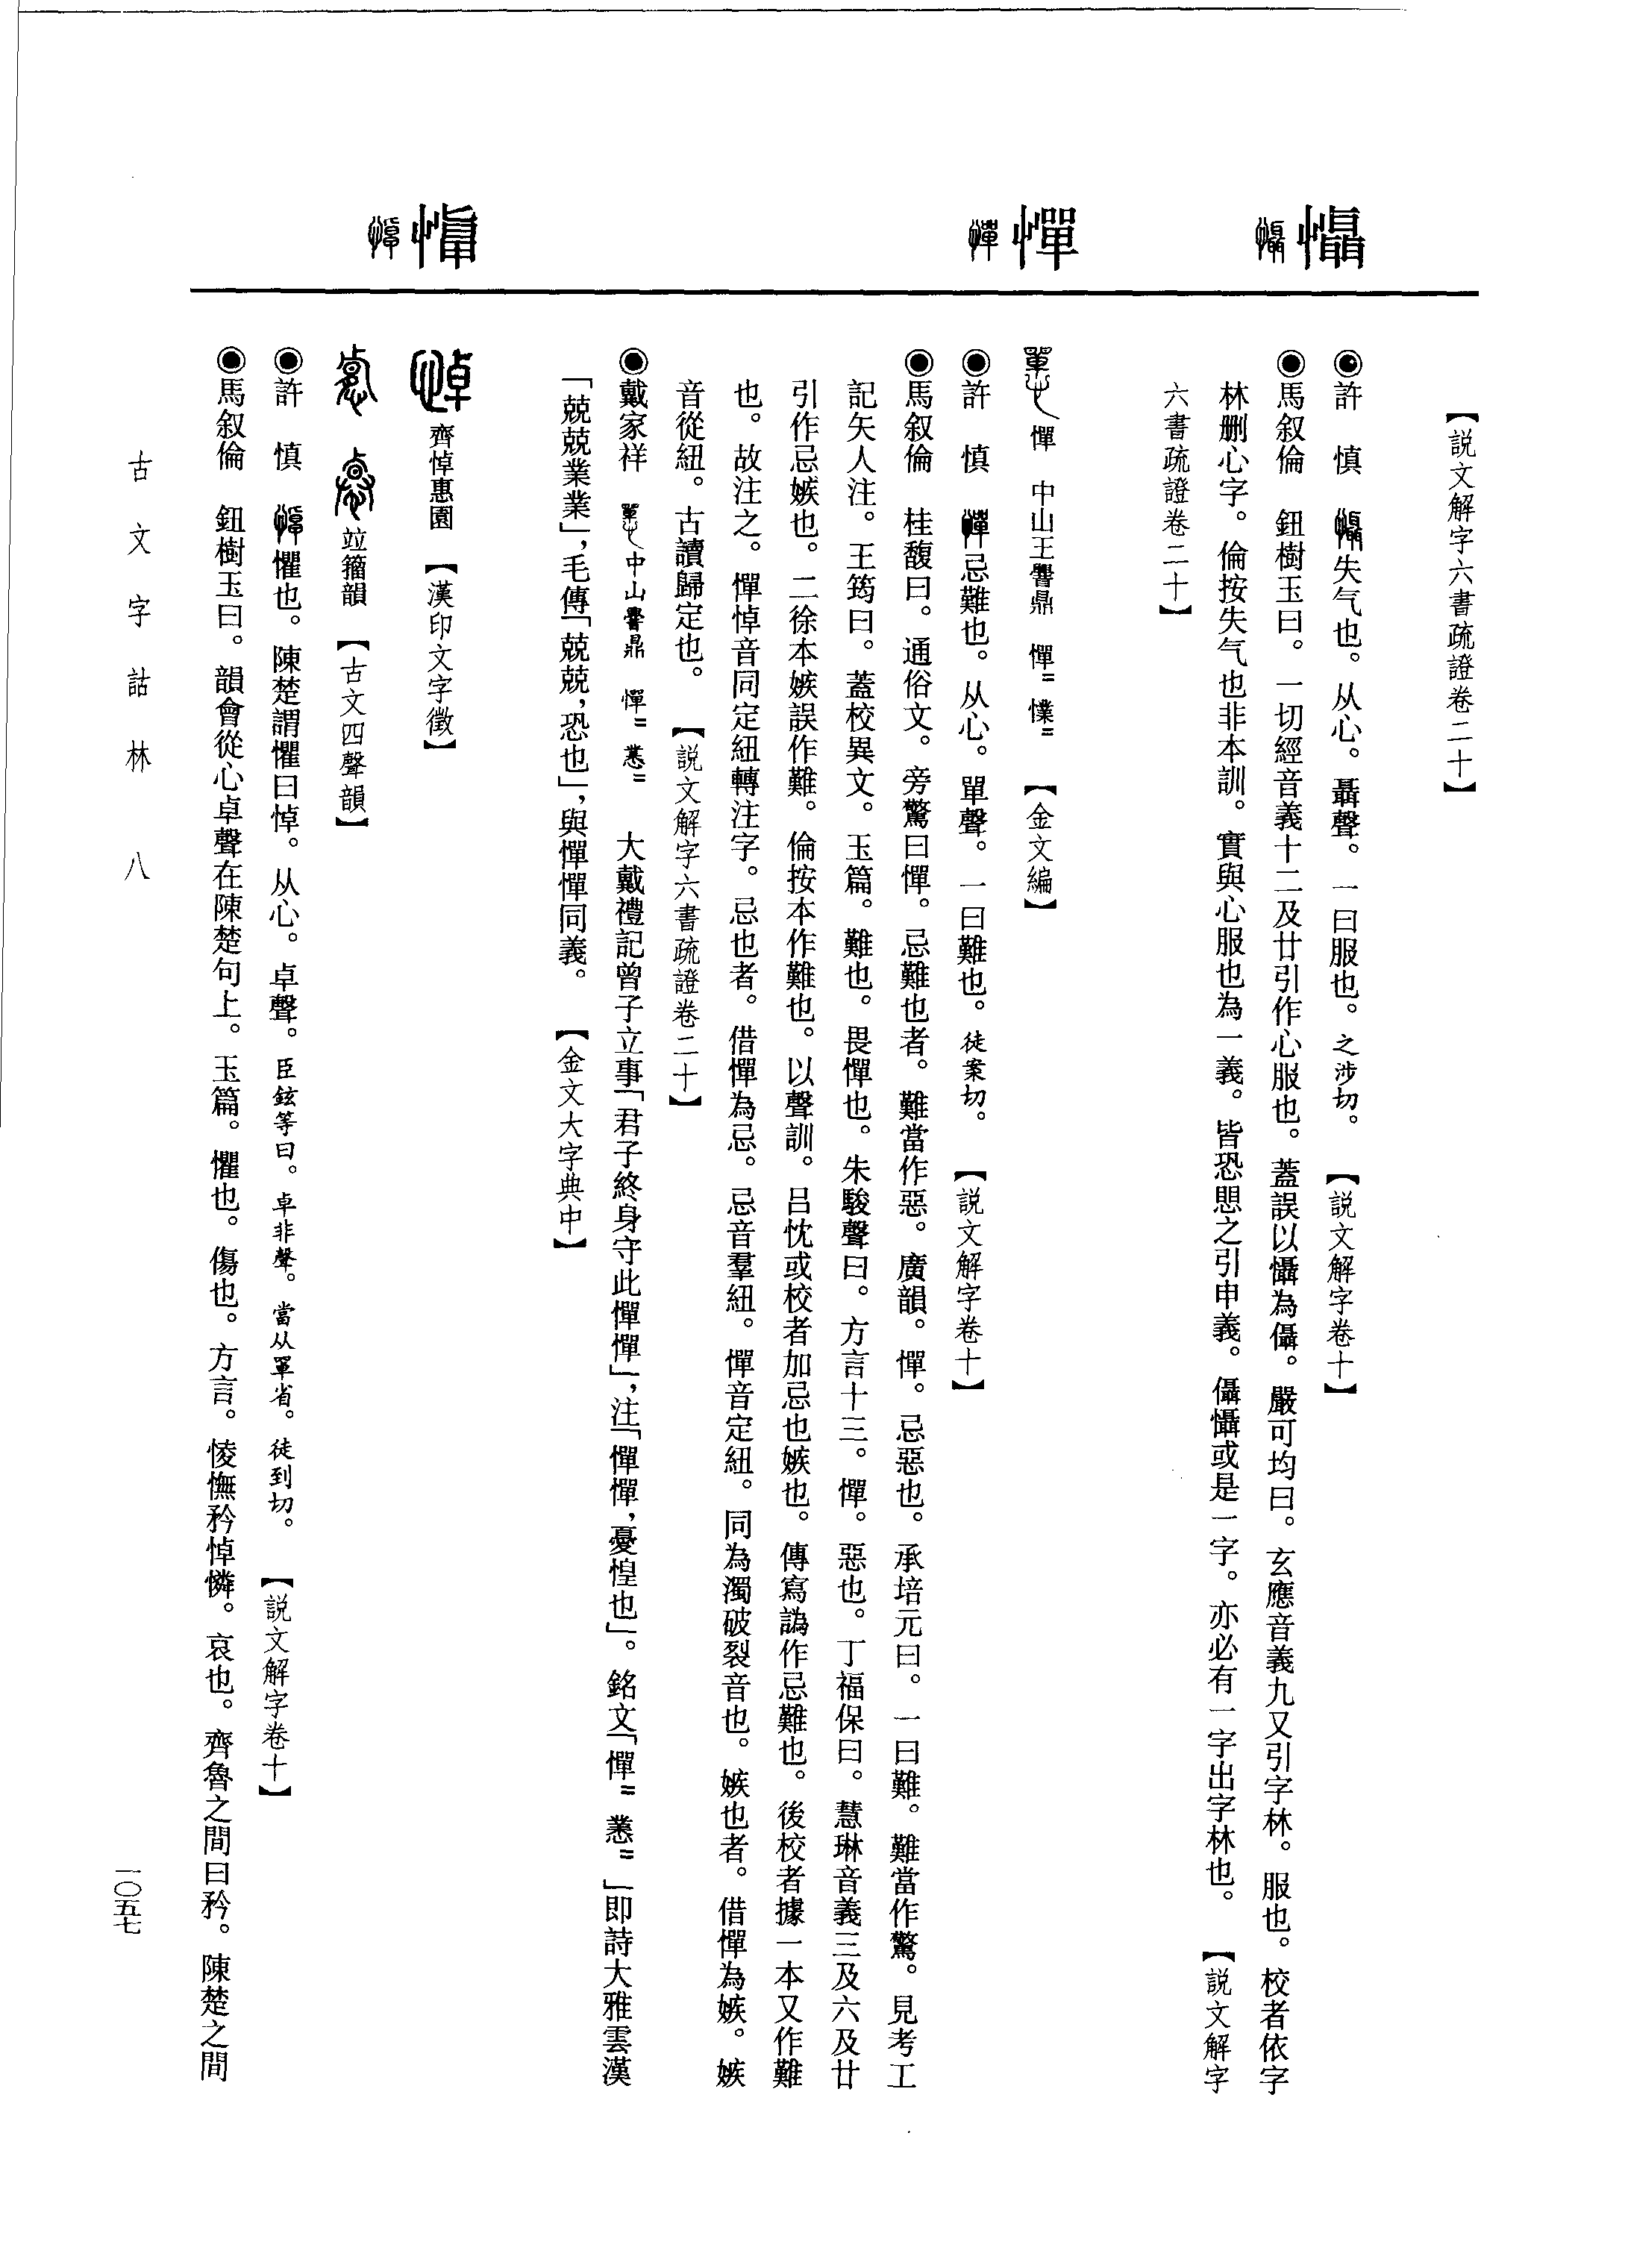 懾
憚
悼
【説文解字六書疏證卷二十】
◉許　慎　失气也。从心。聶聲。一曰服也。之涉切。【説文解字卷十】
◉馬叙倫　鈕樹玉曰。一切經音義十二及廿引作心服也。蓋誤以懾為㒤。嚴可均曰。玄應音義九又引字林。服也。校者依字
林刪心字。倫按失气也非本訓。實與心服也為一義。皆恐思之引申義。㒤懾或是一字。亦必有一字出字林也。【説文解字
六書疏證卷二十】
憚　中山王䰙鼎　憚〓　㦡〓　【金文編】
◉許　慎　忌難也。从心。單聲。一曰難也。徒案切。【説文解字卷十】
◉馬叙倫　桂馥曰。通俗文。旁驚曰憚。忌難也者。難當作惡。廣韻。憚。忌惡也。承培元曰。一曰難。難當作驚。見考工
記矢人注。王筠曰。蓋校異文。玉篇。難也。畏憚也。朱駿聲曰。方言十三。憚。惡也。丁福保曰。慧琳音義三及六及廿
引作忌嫉也。二徐本嫉誤作難。倫按本作難也。以聲訓。吕忱或校者加忌也嫉也。傳寫譌作忌難也。後校者據一本又作難
也。故注之。憚悼音同定紐轉注字。忌也者。借憚為忌。忌音羣紐。憚音定紐。同為濁破裂音也。嫉也者。借憚為嫉。嫉
音從紐。古讀歸定也。【説文解字六書疏證卷二十】
◉戴家祥　中山䰙鼎　憚〓　　大戴禮記曾子立事「君子終身守此憚憚」，注「憚憚，憂惶也」。銘文「憚〓　〓」即詩大雅雲漢
「兢兢業業」，毛傳「兢兢，恐也」，與憚憚同義。【金文大字典中】
齊悼惠園　【漢印文字徵】
竝籀韻　【古文四聲韻】
◉許　慎　懼也。陳楚謂懼曰悼。从心。卓聲。臣鉉等曰。卓非聲。當从罩省。徒到切。【説文解字卷十】
◉馬叙倫　鈕樹玉曰。韻會從心卓聲在陳楚句上。玉篇。懼也。傷也。方言。㥄憮矜悼憐。哀也。齊魯之間曰矜。陳楚之間
古文字詁林　八
一〇五七